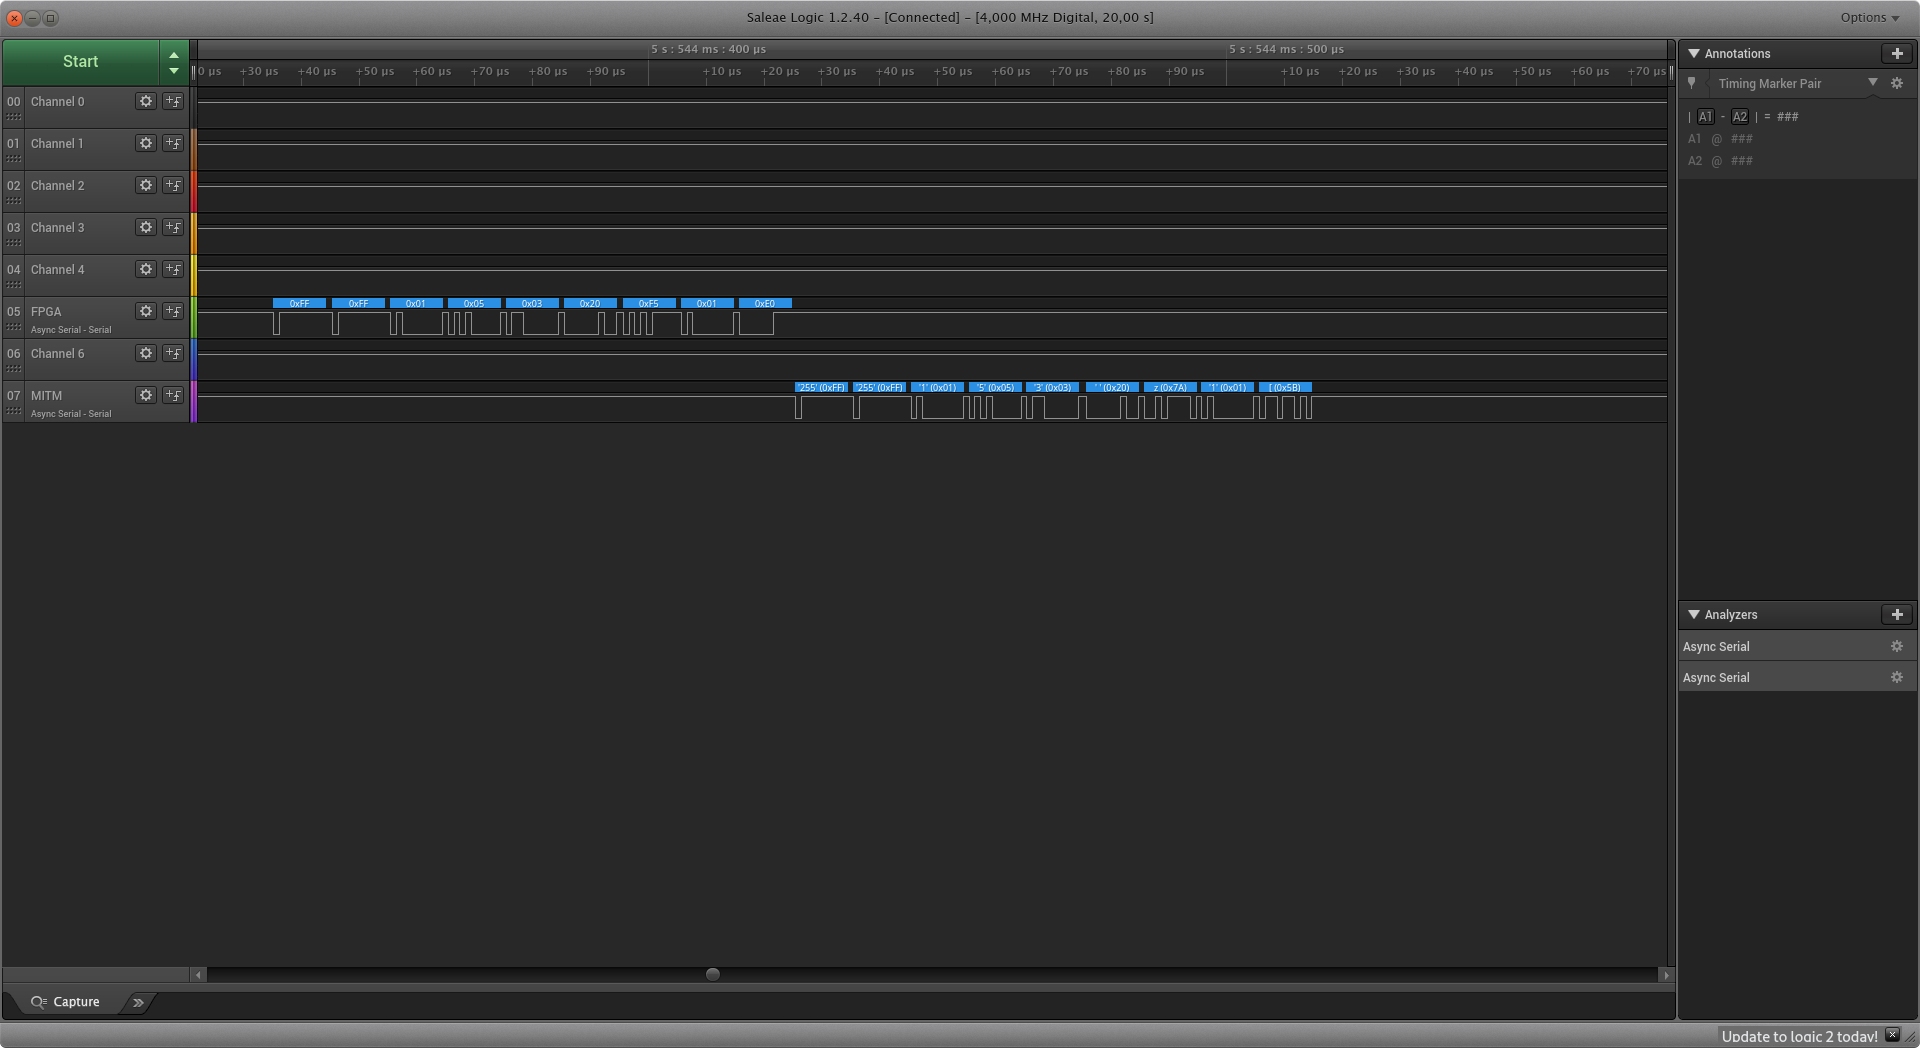 Saleae Logic 1.2.40 – [Connected] – [4,000 MHz Digital, 20,00 s]
Options
Start
5 s : 544 ms : 400 µs
5 s : 544 ms : 500 µs
0 µs +30 µs +40 µs +50 µs +60 µs +70 µs +80 µs +90 µs +10 µs +20 µs +30 µs +40 µs +50 µs +60 µs +70 µs +80 µs +90 µs +10 µs +20 µs +30 µs +40 µs +50 µs +60 µs +70 µs
00 Channel 0
01 Channel 1
02 Channel 2
03 Channel 3
04 Channel 4
05 FPGA
Async Serial - Serial
0xFF 0xFF 0x01 0x05 0x03 0x20 0xF5 0x01 0xE0
06 Channel 6
07 MITM
Async Serial - Serial
'255' (0xFF) '255' (0xFF) '1' (0x01) '5' (0x05) '3' (0x03) ' ' (0x20) z (0x7A) '1' (0x01) [ (0x5B)
Annotations
Timing Marker Pair
| A1 - A2 | = ###
A1 @ ###
A2 @ ###
Analyzers
Async Serial
Async Serial
Capture
Update to logic 2 today!